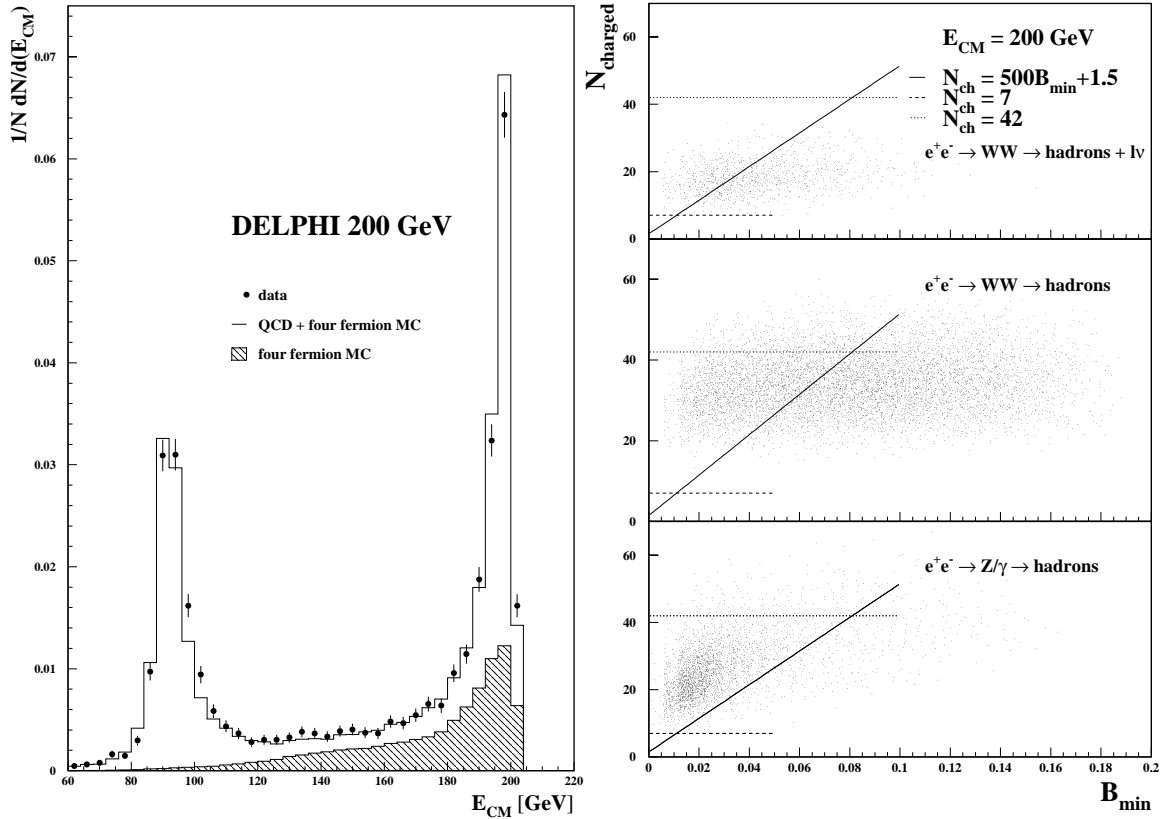 1/N dN/d(E_CM)
0.07
0.06
0.05
0.04
0.03
0.02
0.01
0
DELPHI 200 GeV
data
QCD + four fermion MC
four fermion MC
60 80 100 120 140 160 180 200 220
E_CM [GeV]
N_charged
60
40
20
0
E_CM = 200 GeV
N_ch = 500B_min+1.5
N_ch = 7
N_ch = 42
e⁺e⁻ → WW → hadrons + lν
60
40
20
0
e⁺e⁻ → WW → hadrons
60
40
20
0
e⁺e⁻ → Z/γ → hadrons
0 0.02 0.04 0.06 0.08 0.1 0.12 0.14 0.16 0.18 0.2
B_min